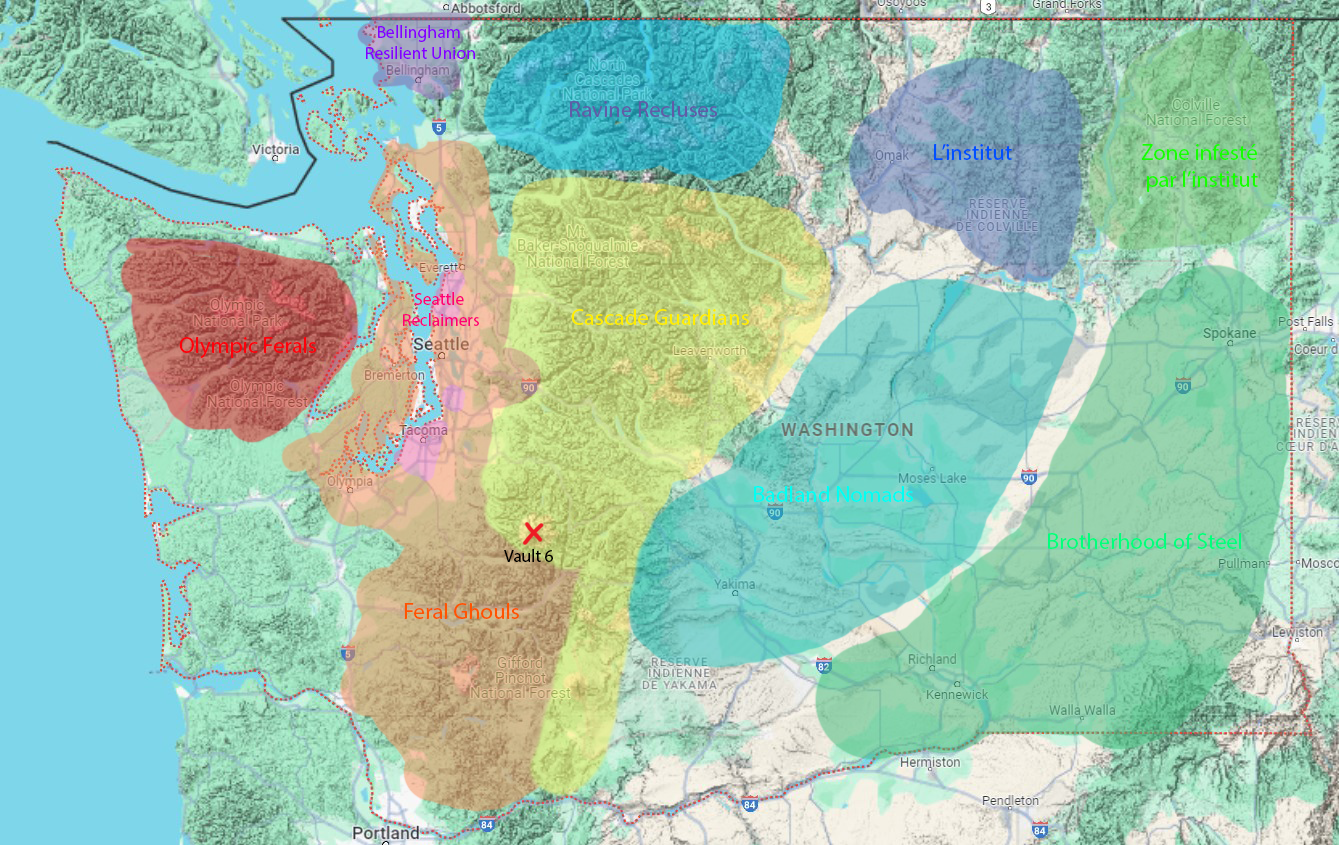 Abbotsford
Osoyoos
3
Grand Forks
Bellingham
Resilient Union
Bellingham
North
Cascades
National Park
Ravine Recluses
Colville
National Forest
Zone infesté
par l'institut
L'institut
Omak
5
Victoria
RÉSERVE
INDIENNE
DE COLVILLE
Mt.
Baker-Snoqualmie
National Forest
Everett
Seattle
Reclaimers
Seattle
Olympic
National Park
Olympic Ferals
Olympic
National Forest
Cascade Guardians
Leavenworth
Spokane
Post Falls
Coeur d
Bremerton
90
90
Tacoma
WASHINGTON
RÉSER
INDIEN
CŒUR D'A
Olympia
Moses Lake
90
Badland Nomads
90
Vault 6
Brotherhood of Steel
Pullman
Mosco
Yakima
Feral Ghouls
Lewiston
5
Gifford
Pinchot
National Forest
RÉSERVE
INDIENNE
DE YAKAMA
82
Richland
Kennewick
Walla Walla
Hermiston
Pendleton
84
84
84
Portland